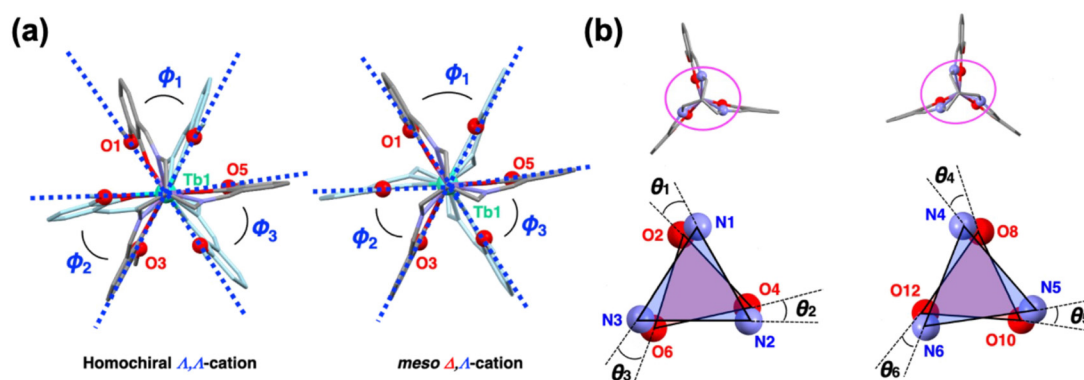 (a)
ϕ1
O1
Tb1
O5
ϕ2
O3
ϕ3
Homochiral Λ,Λ-cation
ϕ1
O1
O5
Tb1
ϕ2
O3
ϕ3
meso Δ,Λ-cation
(b)
θ1
N1
O2
O4
θ2
N3
O6
N2
θ3
θ4
N4
O8
N5
O12
θ5
N6
O10
θ6